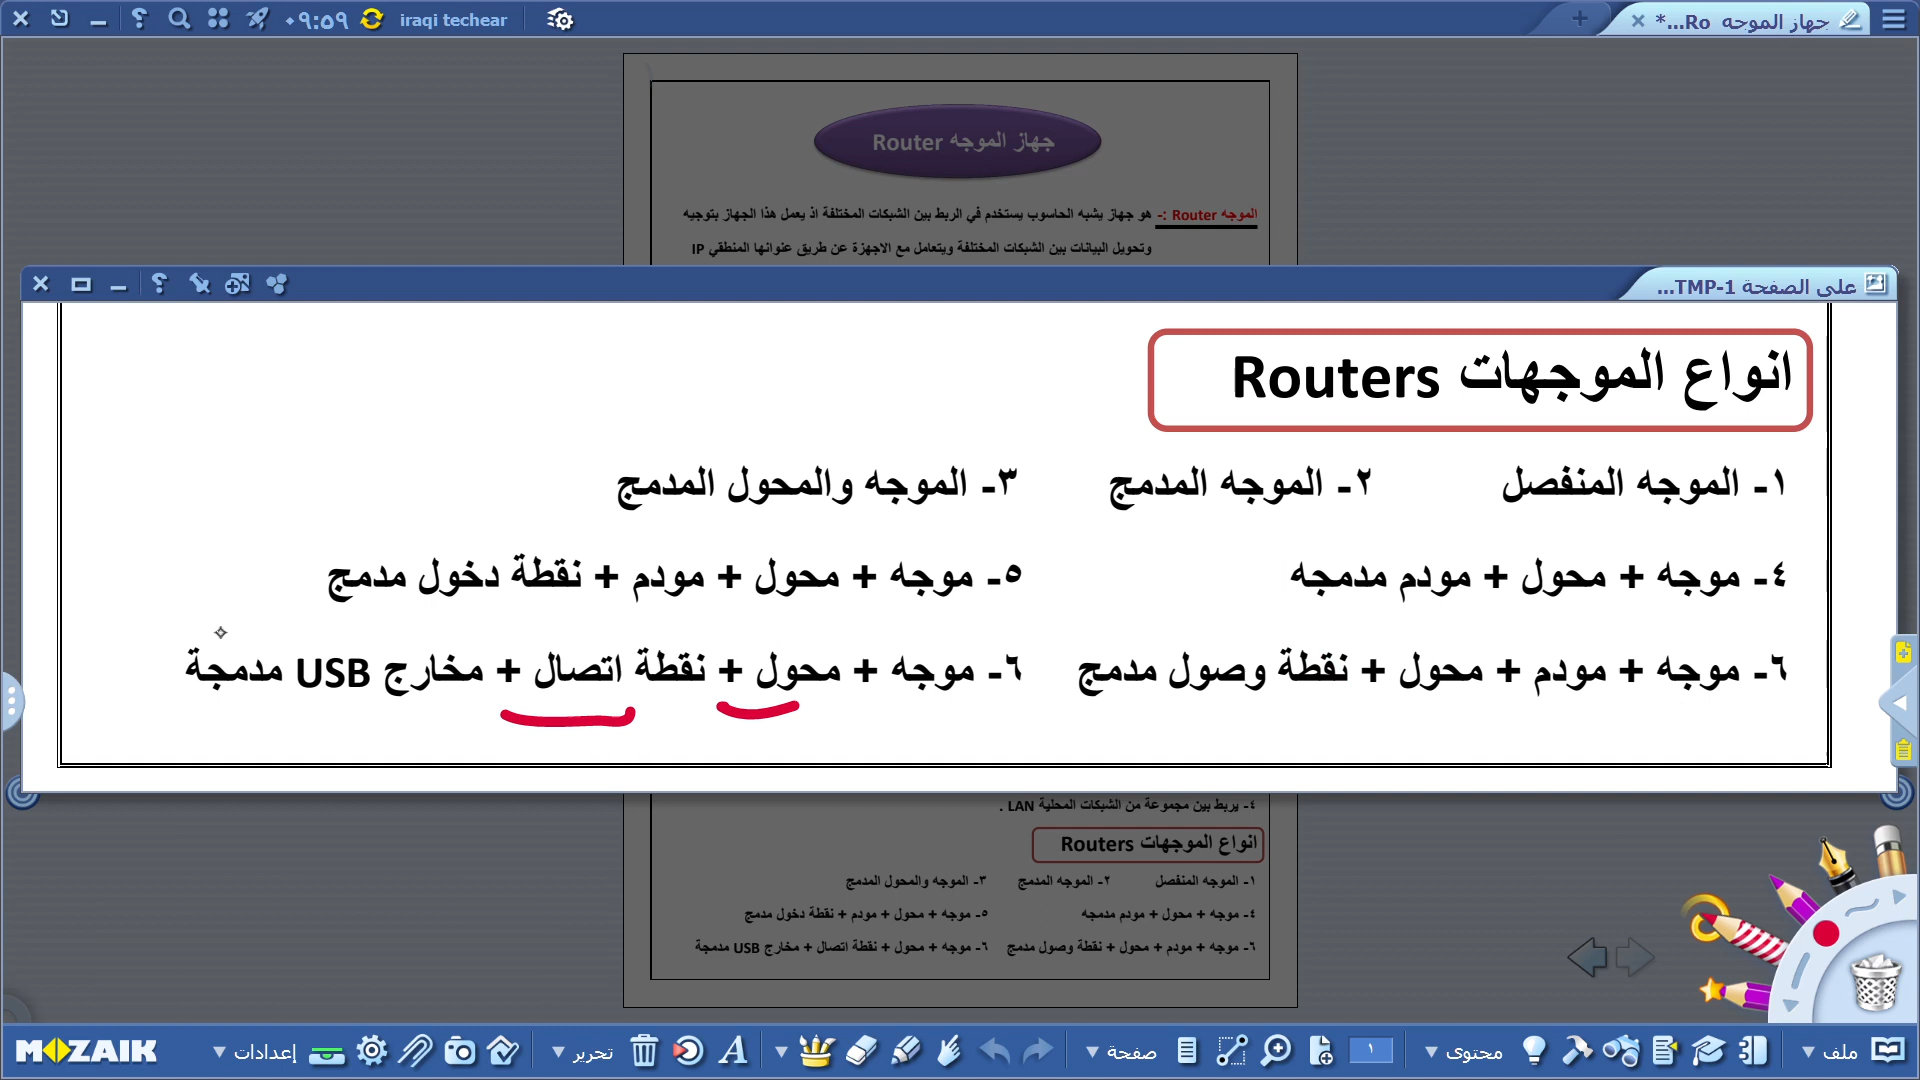 جهاز الموجه Ro...*
iraqi techear
٠٩:٥٩
جهاز الموجه Router
الموجه Router :- هو جهاز يشبه الحاسوب يستخدم في الربط بين الشبكات المختلفة اذ يعمل هذا الجهاز بتوجيه
وتحويل البيانات بين الشبكات المختلفة ويتعامل مع الاجهزة عن طريق عنوانها المنطقي IP
على الصفحة TMP-1...
انواع الموجهات Routers
١- الموجه المنفصل ٢- الموجه المدمج ٣- الموجه والمحول المدمج
٤- موجه + محول + مودم مدمجه ٥- موجه + محول + مودم + نقطة دخول مدمج
٦- موجه + مودم + محول + نقطة وصول مدمج ٦- موجه + محول + نقطة اتصال + مخارج USB مدمجة
٤- يربط بين مجموعة من الشبكات المحلية LAN .
انواع الموجهات Routers
١- الموجه المنفصل ٢- الموجه المدمج ٣- الموجه والمحول المدمج
٤- موجه + محول + مودم مدمجه ٥- موجه + محول + مودم + نقطة دخول مدمج
٦- موجه + مودم + محول + نقطة وصول مدمج ٦- موجه + محول + نقطة اتصال + مخارج USB مدمجة
ملف محتوى ١ صفحة تحرير إعدادات MOZAIK